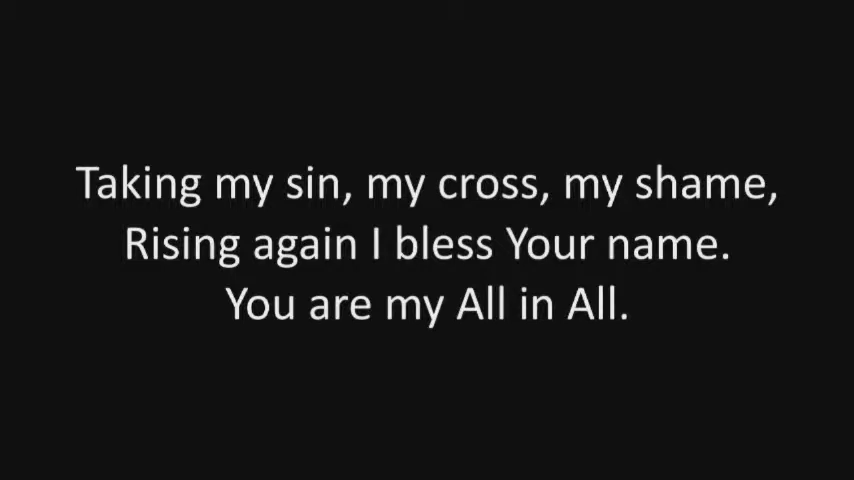 Taking my sin, my cross, my shame,
Rising again I bless Your name.
You are my All in All.